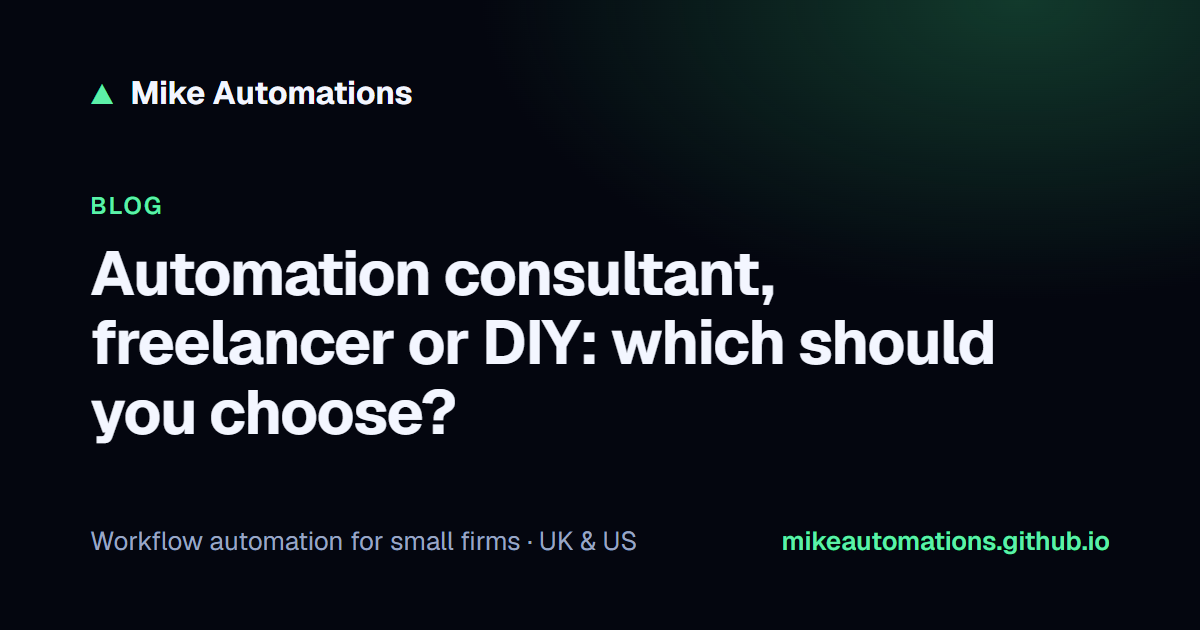 Mike Automations
BLOG
Automation consultant,
freelancer or DIY: which should
you choose?
Workflow automation for small firms · UK & US
mikeautomations.github.io